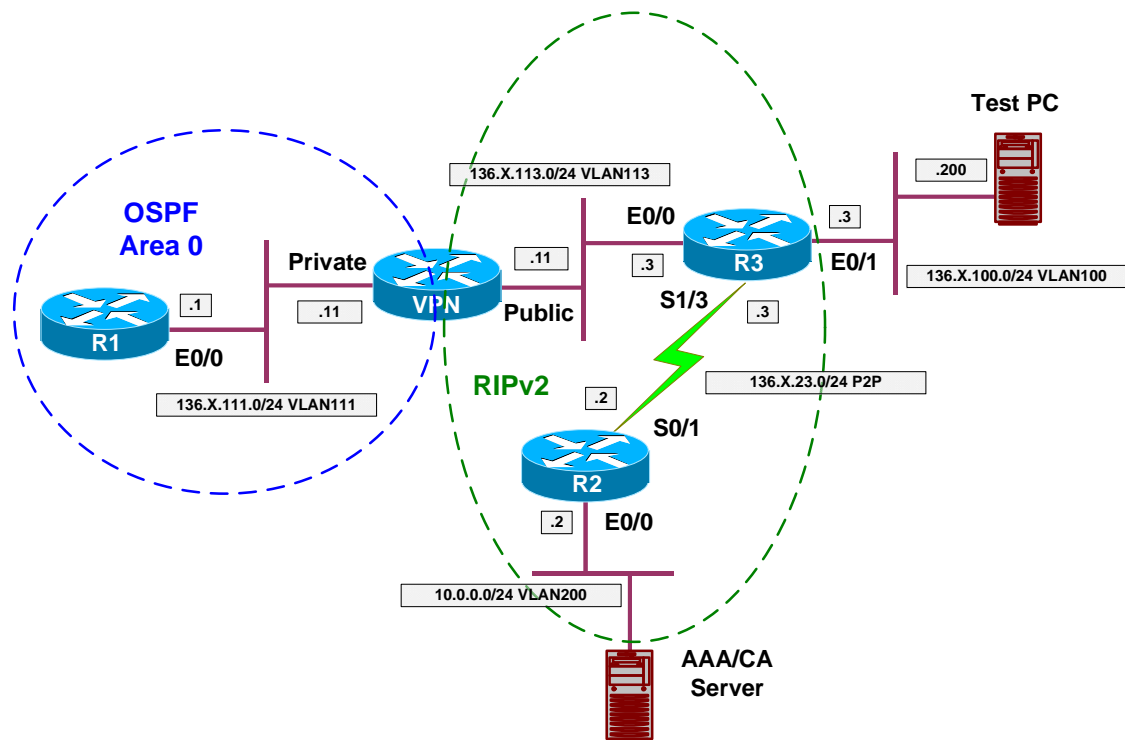 Test PC
.200
136.X.113.0/24 VLAN113
OSPF
Area 0
E0/0
.3
Private
.11
R3
E0/1
.3
136.X.100.0/24 VLAN100
.1
.11
VPN
Public
S1/3
.3
R1
E0/0
RIPv2
136.X.23.0/24 P2P
.2
136.X.111.0/24 VLAN111
S0/1
R2
.2
E0/0
10.0.0.0/24 VLAN200
AAA/CA
Server